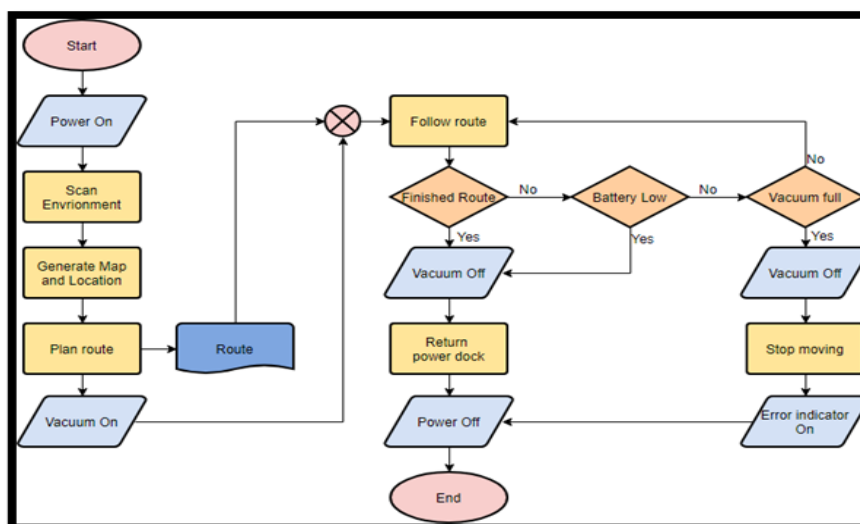 Start
Power On
Scan
Envrionment
Generate Map
and Location
Plan route
Route
Vacuum On
Follow route
Finished Route
No
Battery Low
No
Vacuum full
No
Yes
Yes
Yes
Vacuum Off
Vacuum Off
Return
power dock
Stop moving
Power Off
Error indicator
On
End